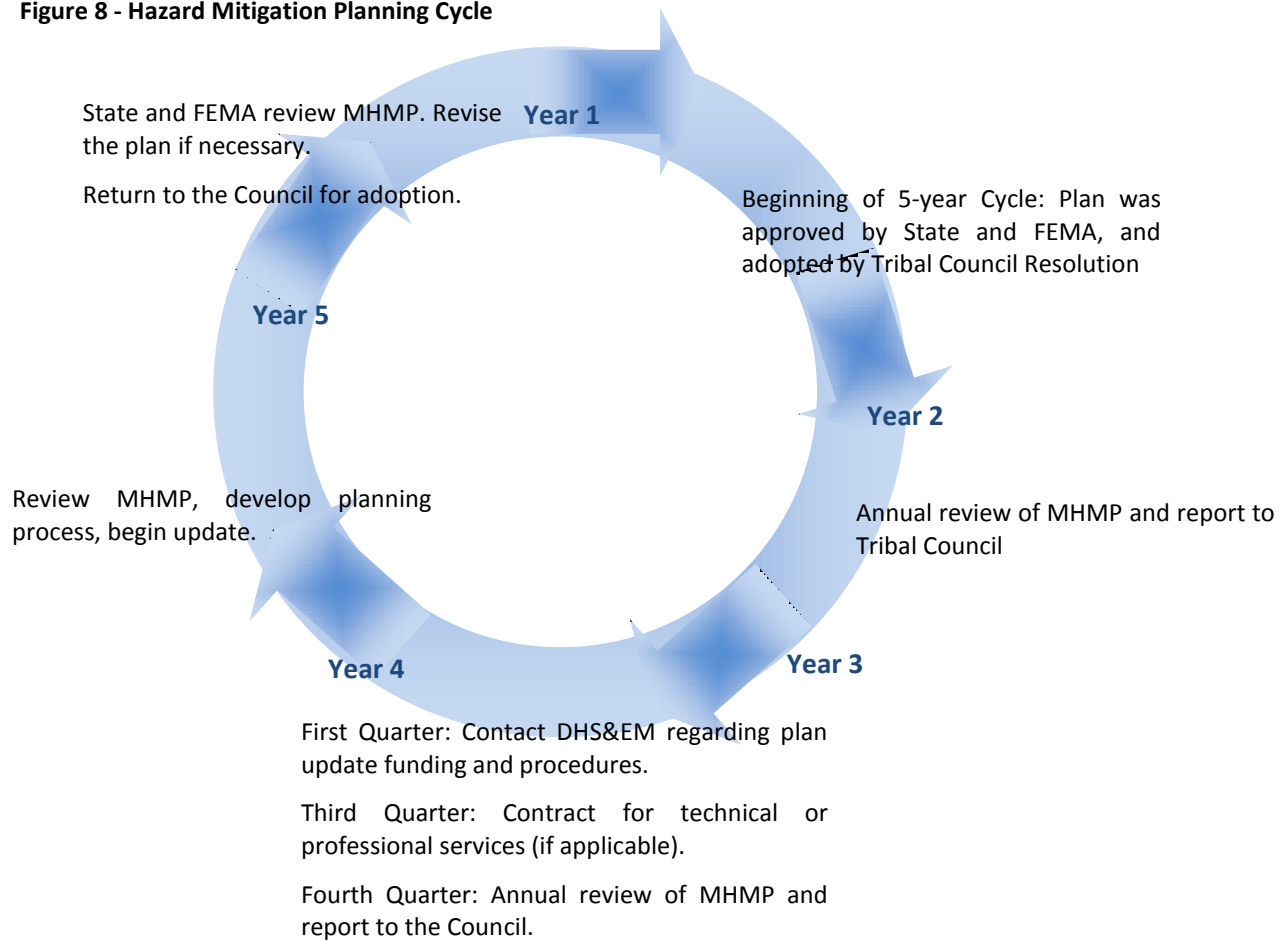 Figure 8 - Hazard Mitigation Planning Cycle
State and FEMA review MHMP. Revise
the plan if necessary.
Return to the Council for adoption.
Year 1
Beginning of 5-year Cycle: Plan was
approved by State and FEMA, and
adopted by Tribal Council Resolution
Year 2
Annual review of MHMP and report to
Tribal Council
Year 3
First Quarter: Contact DHS&EM regarding plan
update funding and procedures.
Third Quarter: Contract for technical or
professional services (if applicable).
Fourth Quarter: Annual review of MHMP and
report to the Council.
Year 4
Review MHMP, develop planning
process, begin update.
Year 5